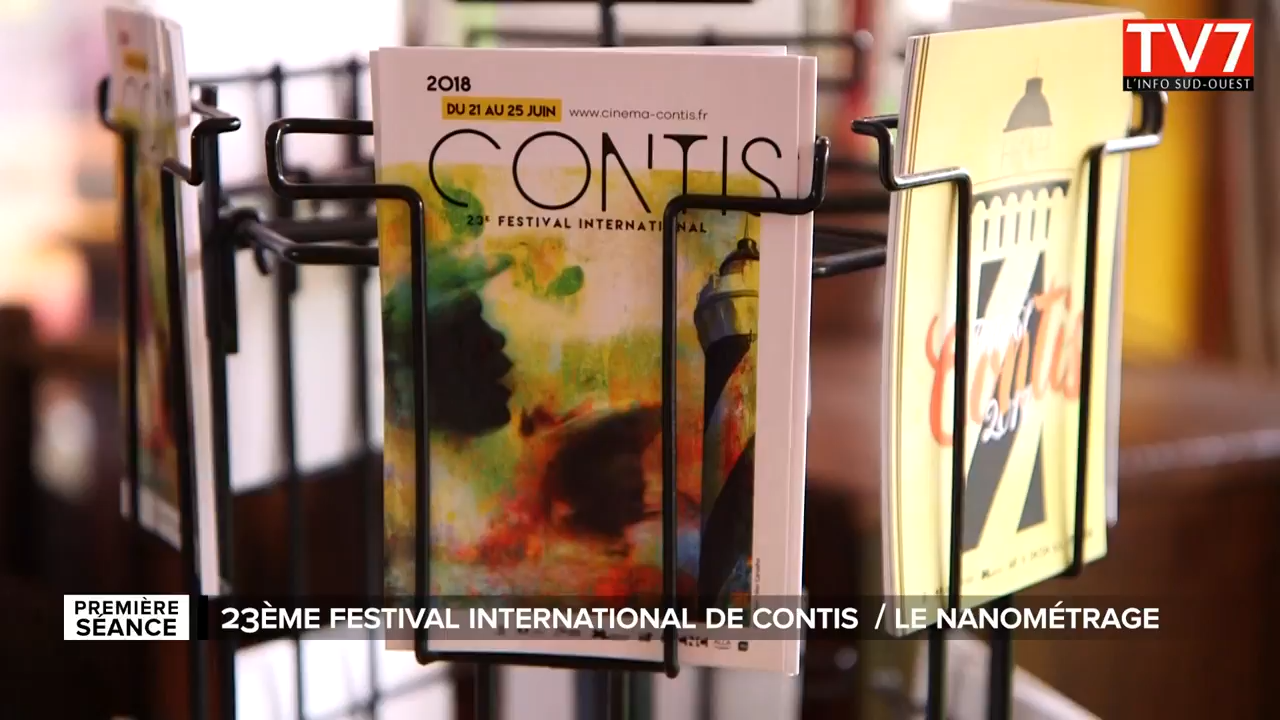 TV7
L'INFO SUD-OUEST
2018
DU 21 AU 25 JUIN www.cinema-contis.fr
CONTIS
23E FESTIVAL INTERNATIONAL
Contis
PREMIÈRE
SÉANCE
23ÈME FESTIVAL INTERNATIONAL DE CONTIS / LE NANOMÉTRAGE
CNC